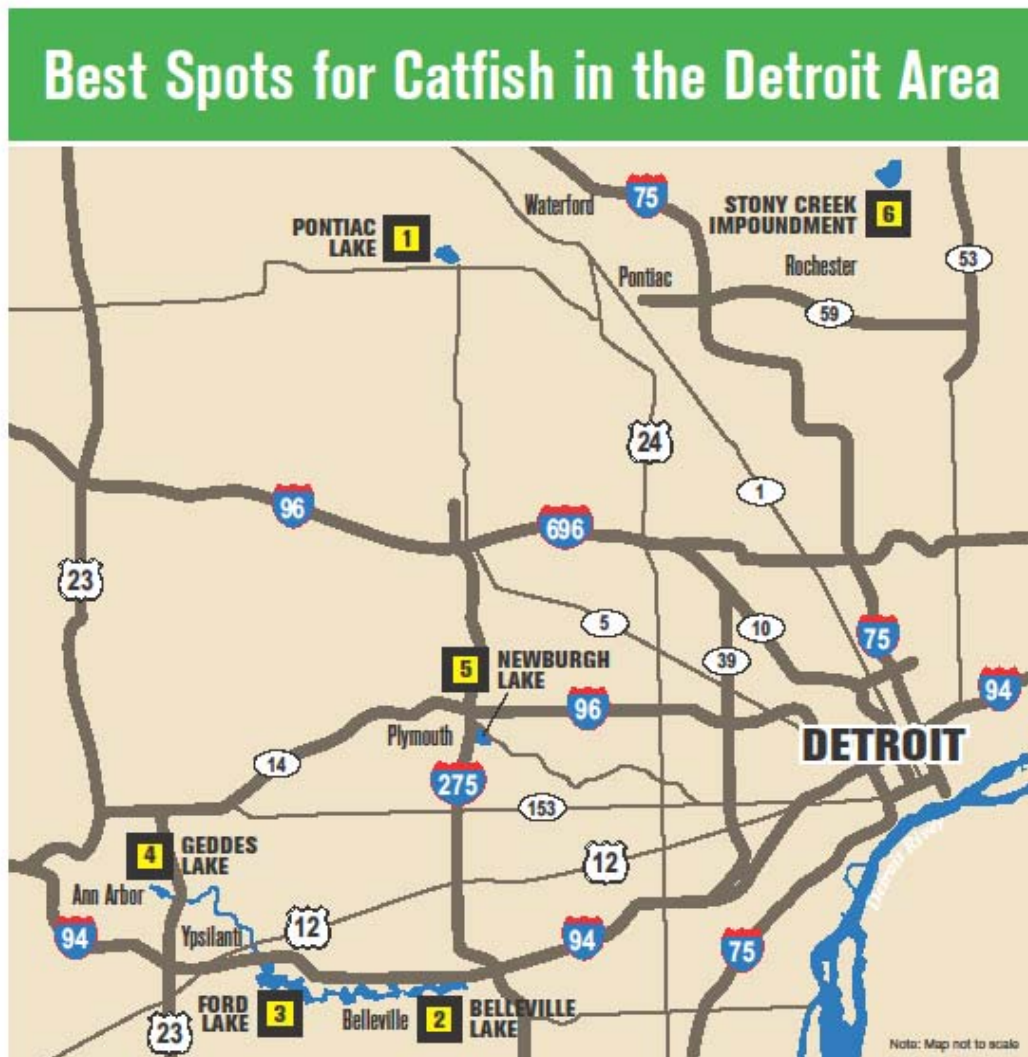 Best Spots for Catfish in the Detroit Area
Waterford
75
STONY CREEK
IMPOUNDMENT
6
PONTIAC
LAKE
1
53
Pontiac
Rochester
59
24
1
96
696
23
5
10
39
75
5
NEWBURGH
LAKE
94
96
Plymouth
DETROIT
14
275
153
4
GEDDES
LAKE
12
Detroit River
Ann Arbor
12
94
Ypsilanti
94
75
FORD
LAKE
3
Belleville
2
BELLEVILLE
LAKE
23
Note: Map not to scale